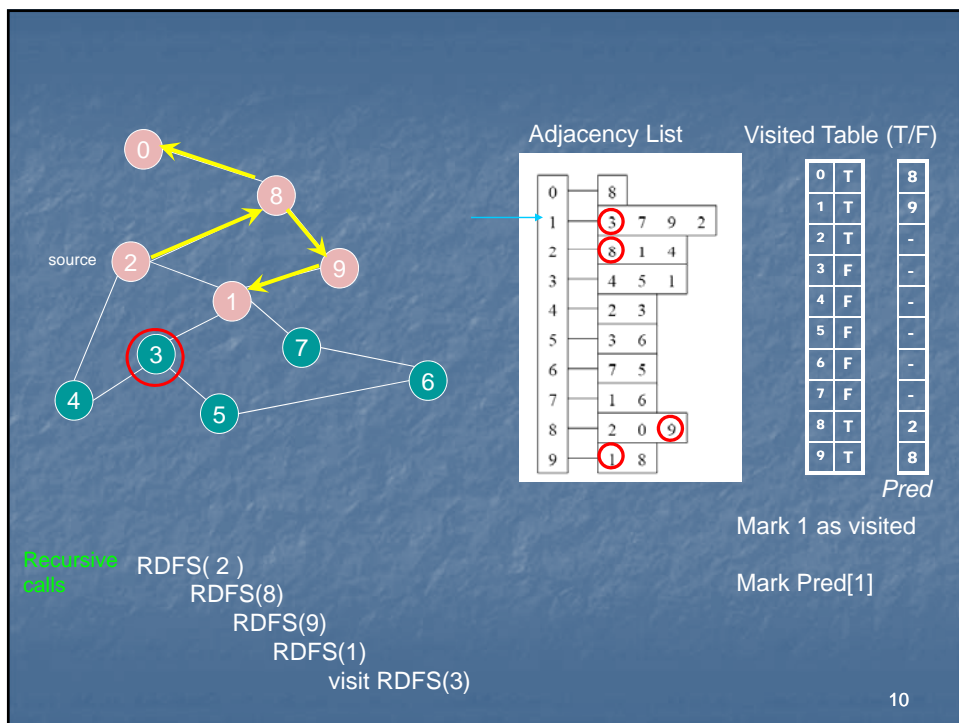 Adjacency List
Visited Table (T/F)
0
8
source
2
9
1
3
7
6
4
5
0 8
1 3 7 9 2
2 8 1 4
3 4 5 1
4 2 3
5 3 6
6 7 5
7 1 6
8 2 0 9
9 1 8
0 T 8
1 T 9
2 T -
3 F -
4 F -
5 F -
6 F -
7 F -
8 T 2
9 T 8
Pred
Mark 1 as visited
Mark Pred[1]
Recursive
calls
RDFS( 2 )
RDFS(8)
RDFS(9)
RDFS(1)
visit RDFS(3)
10